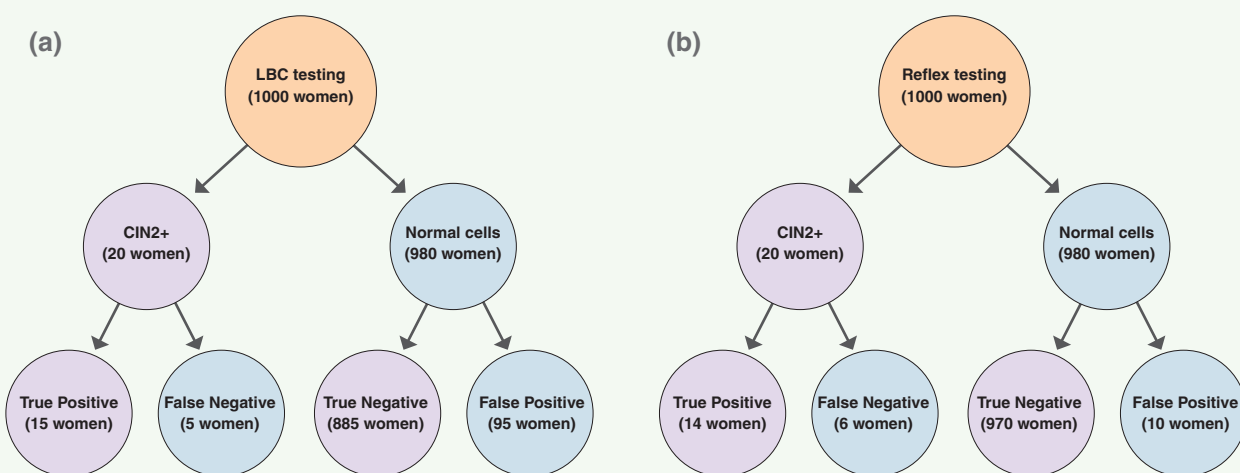 (a)
LBC testing
(1000 women)
CIN2+
(20 women)
Normal cells
(980 women)
True Positive
(15 women)
False Negative
(5 women)
True Negative
(885 women)
False Positive
(95 women)
(b)
Reflex testing
(1000 women)
CIN2+
(20 women)
Normal cells
(980 women)
True Positive
(14 women)
False Negative
(6 women)
True Negative
(970 women)
False Positive
(10 women)